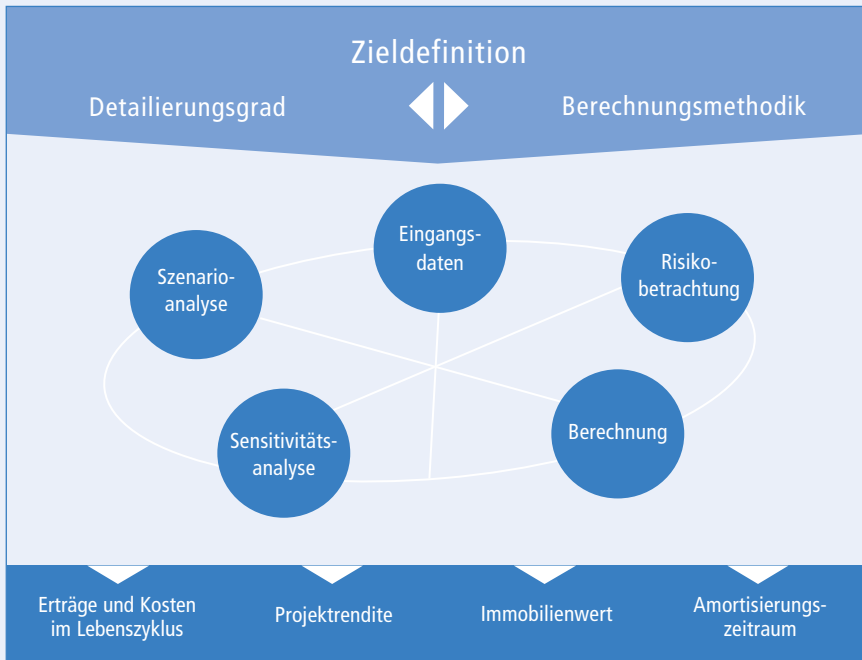 Zieldefinition
Detailierungsgrad
Berechnungsmethodik
Eingangs-
daten
Szenario-
analyse
Risiko-
betrachtung
Sensitivitäts-
analyse
Berechnung
Erträge und Kosten
im Lebenszyklus
Projektrendite
Immobilienwert
Amortisierungs-
zeitraum